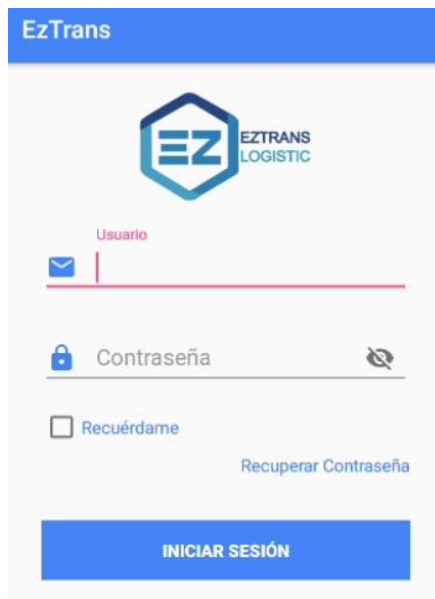 EzTrans
EZ EZTRANS
LOGISTIC
Usuario
Contraseña
Recuérdame
Recuperar Contraseña
INICIAR SESIÓN